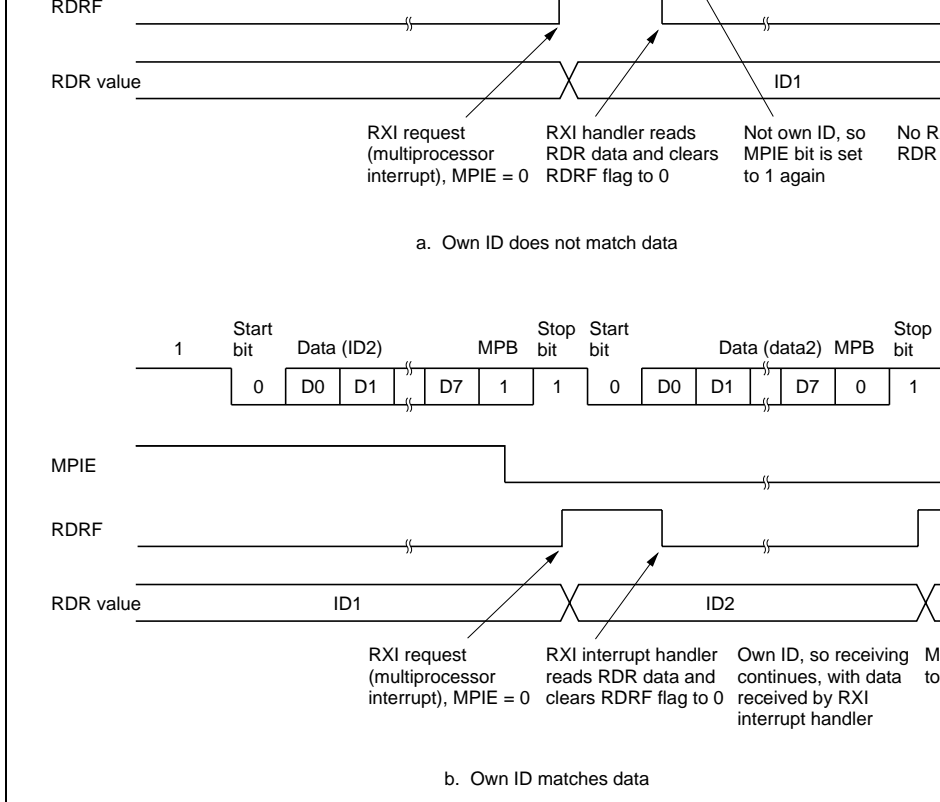 RDRF
RDR value
ID1
RXI request
(multiprocessor
interrupt), MPIE = 0
RXI handler reads
RDR data and clears
RDRF flag to 0
Not own ID, so
MPIE bit is set
to 1 again
No
RDR
a. Own ID does not match data
1
Start
bit
Data (ID2)
MPB
Stop
bit
Start
bit
Data (data2)
MPB
Stop
bit
0 D0 D1 D7 1 1 0 D0 D1 D7 0 1
MPIE
RDRF
RDR value
ID1
ID2
RXI request
(multiprocessor
interrupt), MPIE = 0
RXI interrupt handler
reads RDR data and
clears RDRF flag to 0
Own ID, so receiving
continues, with data
received by RXI
interrupt handler
to
b. Own ID matches data